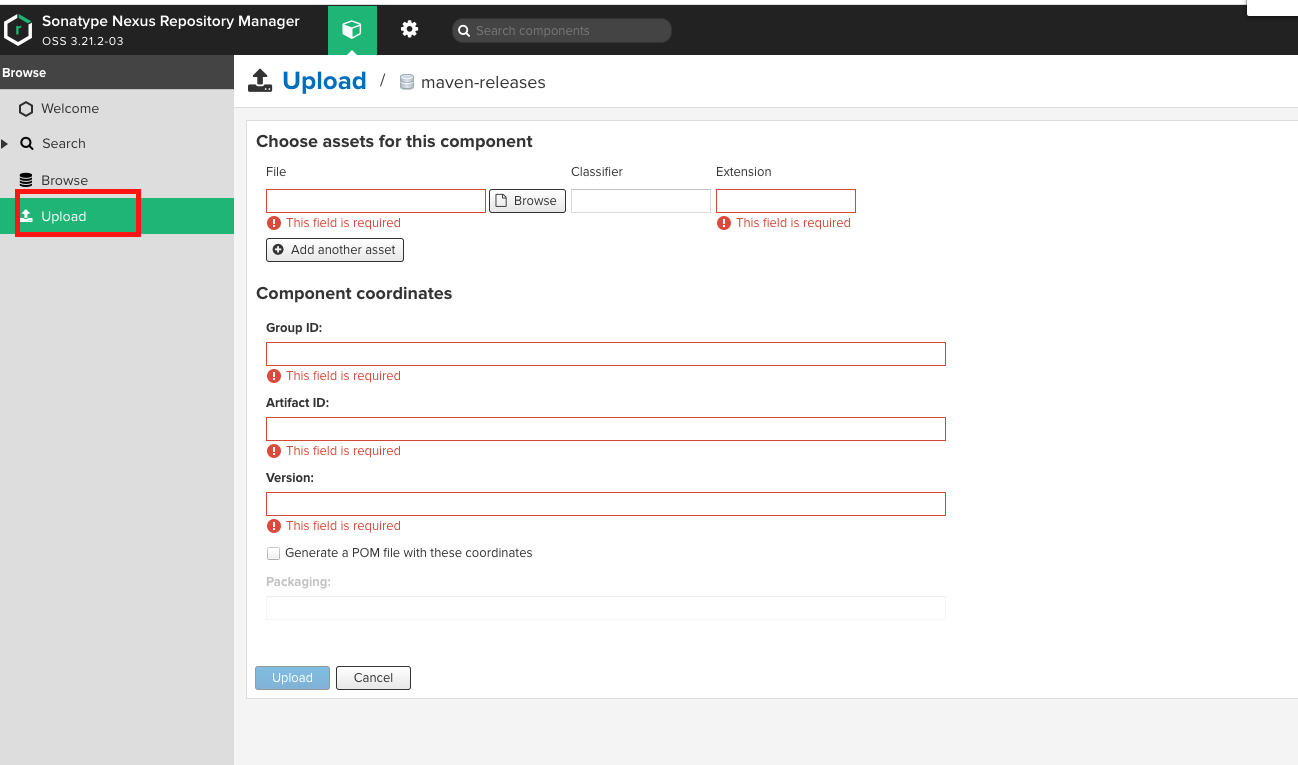 Sonatype Nexus Repository Manager
OSS 3.21.2-03
Search components
Browse
Welcome
Search
Browse
Upload
Upload / maven-releases
Choose assets for this component
File Classifier Extension
Browse
This field is required This field is required
Add another asset
Component coordinates
Group ID:
This field is required
Artifact ID:
This field is required
Version:
This field is required
Generate a POM file with these coordinates
Packaging:
Upload Cancel